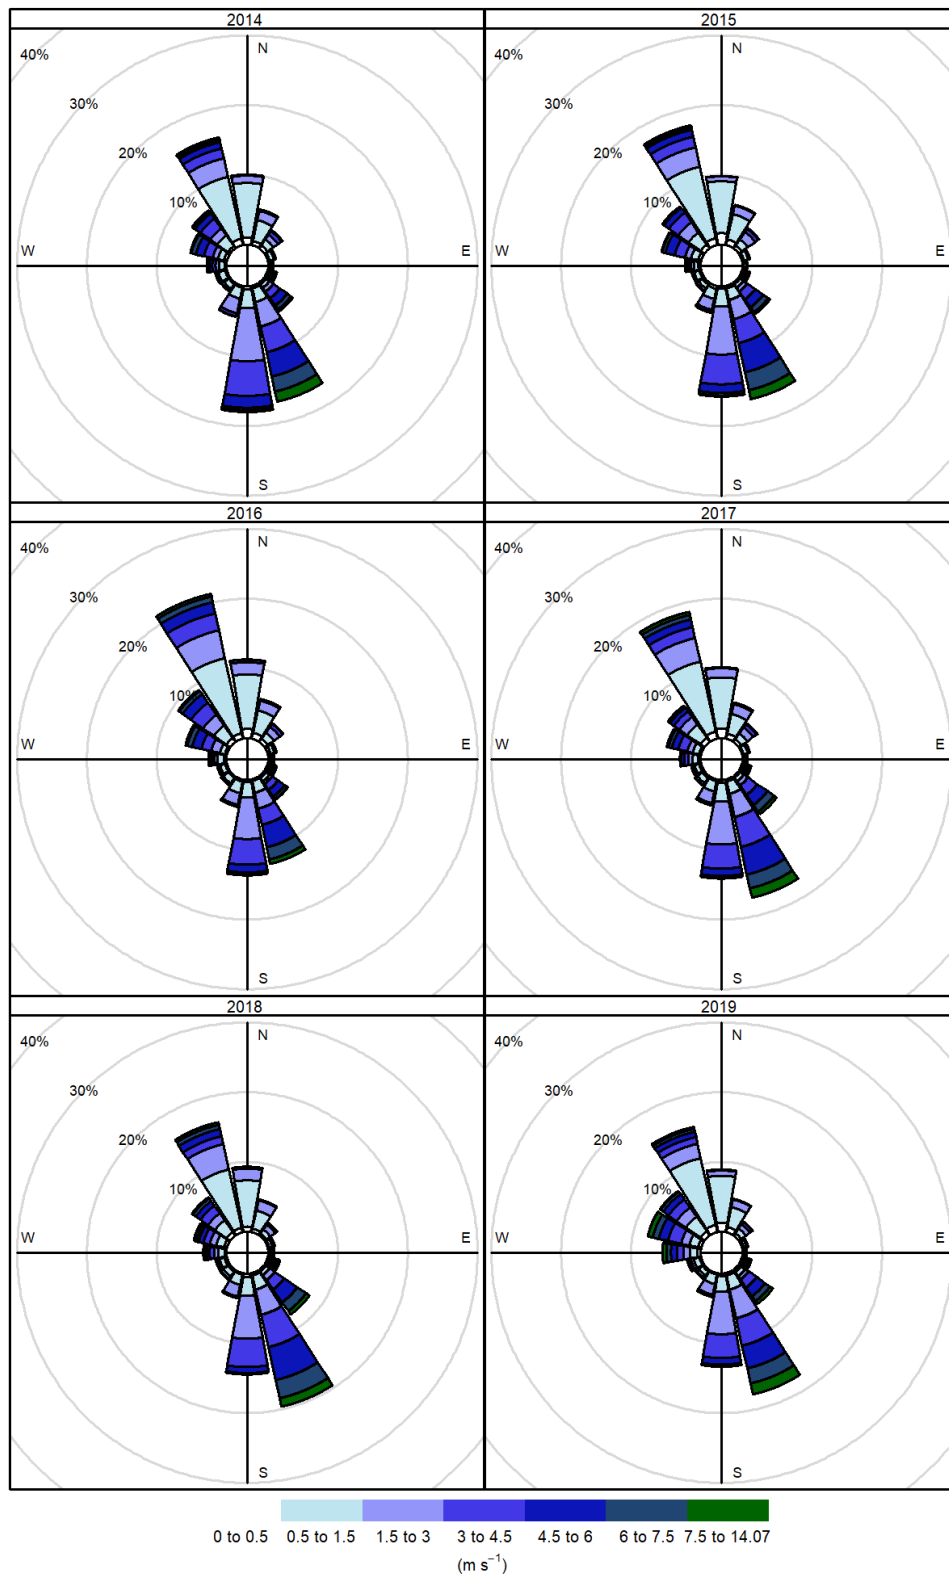 2014
2015
40%
N
30%
20%
10%
W
E
S
40%
N
30%
20%
10%
W
E
S
2016
2017
40%
N
30%
20%
10%
W
E
S
40%
N
30%
20%
10%
W
E
S
2018
2019
40%
N
30%
20%
10%
W
E
S
40%
N
30%
20%
10%
W
E
S
0 to 0.5 0.5 to 1.5 1.5 to 3 3 to 4.5 4.5 to 6 6 to 7.5 7.5 to 14.07
(m s⁻¹)